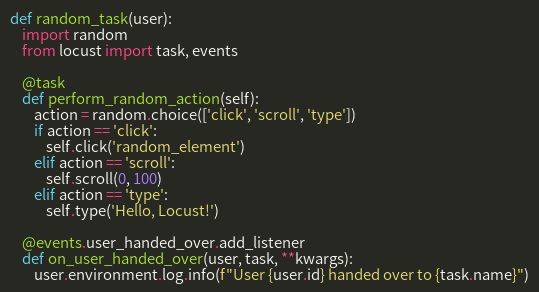 def random_task(user):
    import random
    from locust import task, events

    @task
    def perform_random_action(self):
        action = random.choice(['click', 'scroll', 'type'])
        if action == 'click':
            self.click('random_element')
        elif action == 'scroll':
            self.scroll(0, 100)
        elif action == 'type':
            self.type('Hello, Locust!')

    @events.user_handed_over.add_listener
    def on_user_handed_over(user, task, **kwargs):
        user.environment.log.info(f"User {user.id} handed over to {task.name}")